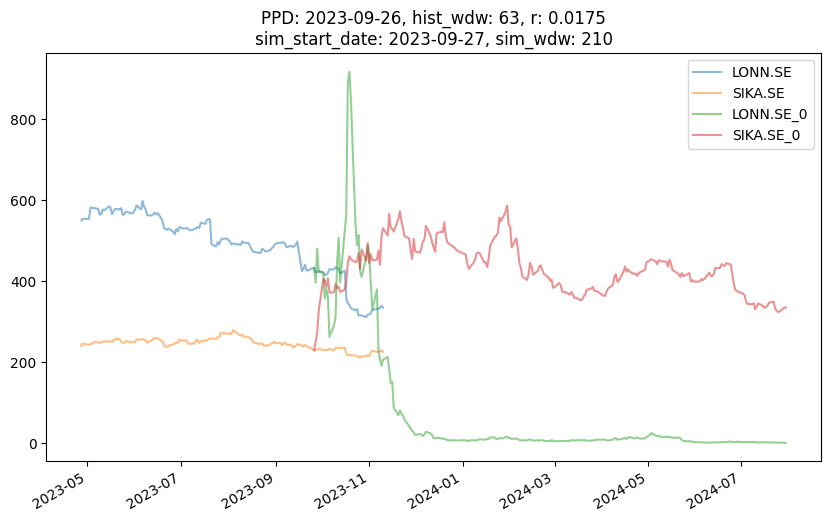 PPD: 2023-09-26, hist_wdw: 63, r: 0.0175
sim_start_date: 2023-09-27, sim_wdw: 210
LONN.SE
SIKA.SE
LONN.SE_0
SIKA.SE_0
800
600
400
200
0
2023-05
2023-07
2023-09
2023-11
2024-01
2024-03
2024-05
2024-07